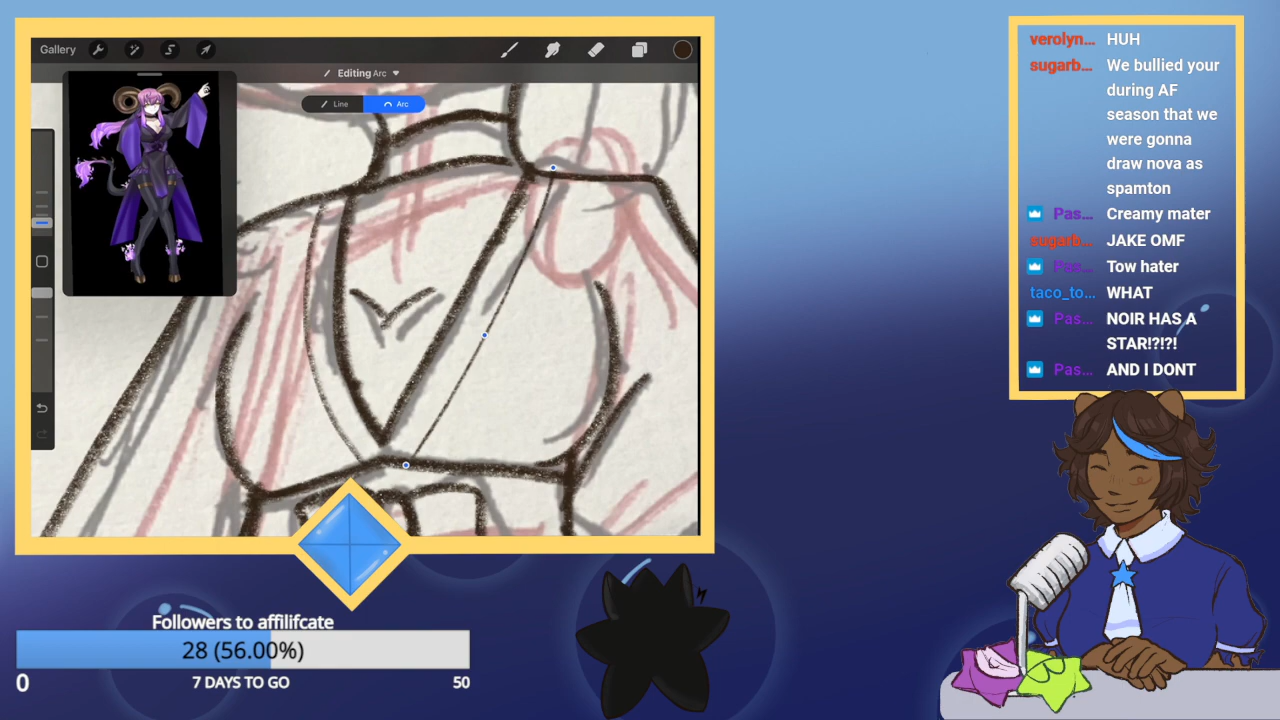 Gallery
Editing Arc
Line
Arc
verolyn... HUH
sugarb... We bullied your
during AF
season that we
were gonna
draw nova as
spamton
Pas... Creamy mater
sugarb... JAKE OMF
Pas... Tow hater
taco_to... WHAT
Pas... NOIR HAS A
STAR!?!?!
Pas... AND I DONT
Followers to affilifcate
28 (56.00%)
0
7 DAYS TO GO
50